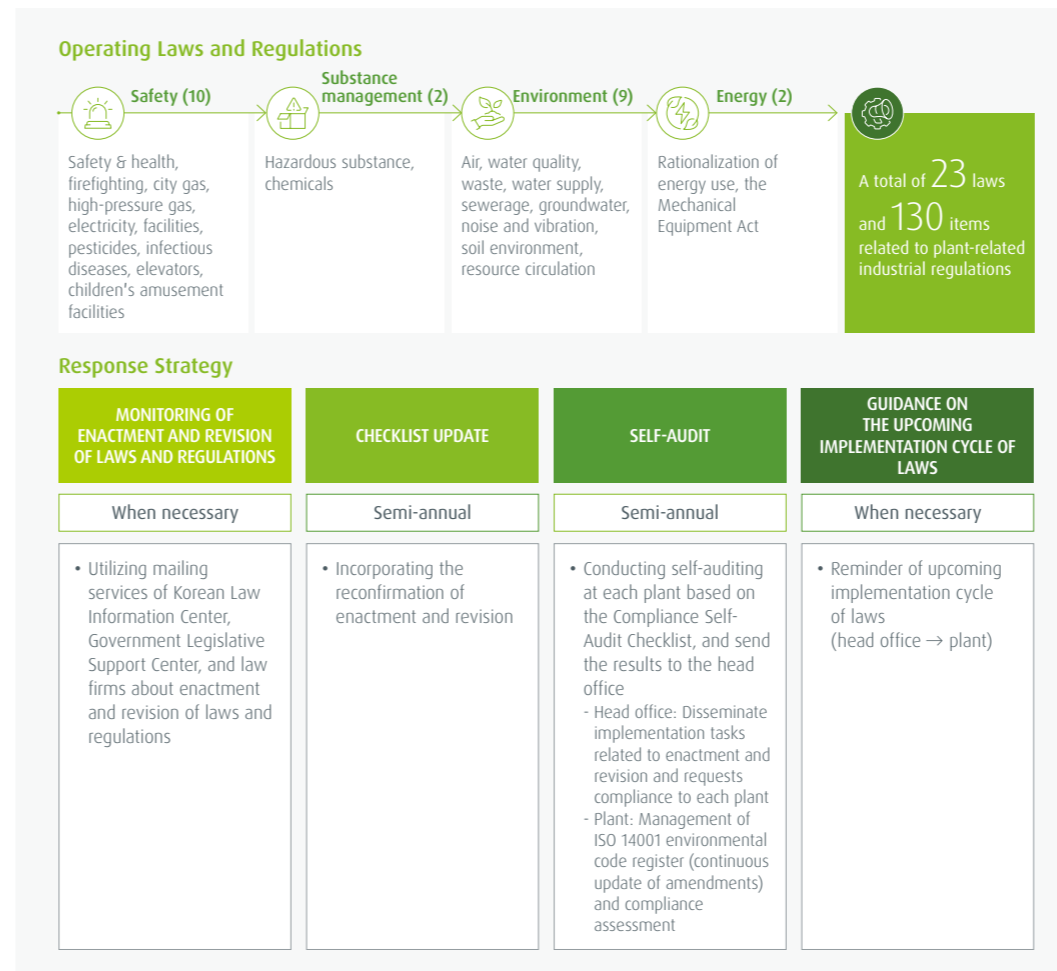 Operating Laws and Regulations
Safety (10)
Substance
management (2)
Environment (9)
Energy (2)
Safety & health,
firefighting, city gas,
high-pressure gas,
electricity, facilities,
pesticides, infectious
diseases, elevators,
children's amusement
facilities
Hazardous substance,
chemicals
Air, water quality,
waste, water supply,
sewerage, groundwater,
noise and vibration,
soil environment,
resource circulation
Rationalization of
energy use, the
Mechanical
Equipment Act
A total of 23 laws
and 130 items
related to plant-related
industrial regulations
Response Strategy
MONITORING OF
ENACTMENT AND REVISION
OF LAWS AND REGULATIONS
When necessary
• Utilizing mailing
services of Korean Law
Information Center,
Government Legislative
Support Center, and law
firms about enactment
and revision of laws and
regulations
CHECKLIST UPDATE
Semi-annual
• Incorporating the
reconfirmation of
enactment and revision
SELF-AUDIT
Semi-annual
• Conducting self-auditing
at each plant based on
the Compliance Self-
Audit Checklist, and send
the results to the head
office
- Head office: Disseminate
implementation tasks
related to enactment and
revision and requests
compliance to each plant
- Plant: Management of
ISO 14001 environmental
code register (continuous
update of amendments)
and compliance
assessment
GUIDANCE ON
THE UPCOMING
IMPLEMENTATION CYCLE OF
LAWS
When necessary
• Reminder of upcoming
implementation cycle
of laws
(head office → plant)